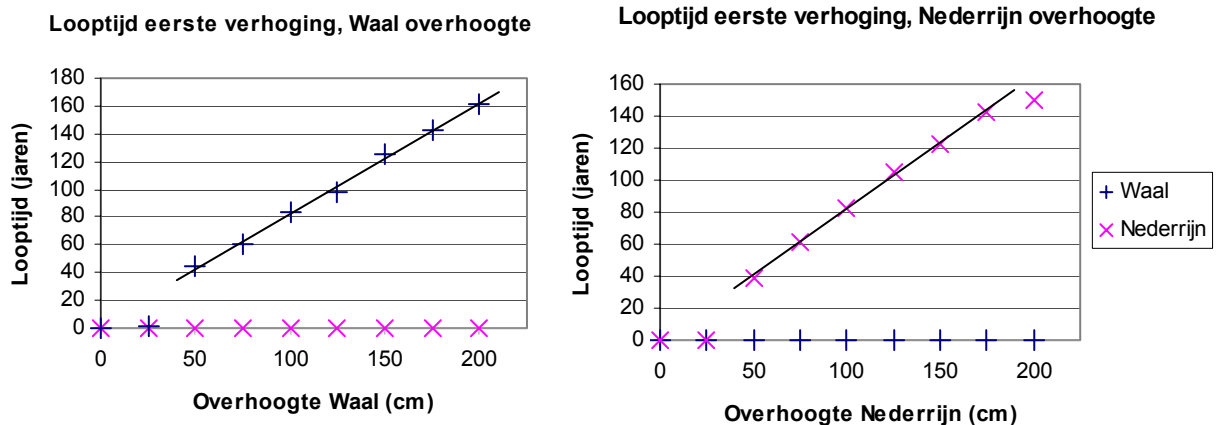 Looptijd eerste verhoging, Waal overhoogte
Looptijd (jaren)
180
160
140
120
100
80
60
40
20
0
0 50 100 150 200
Overhoogte Waal (cm)
Looptijd eerste verhoging, Nederrijn overhoogte
Looptijd (jaren)
160
140
120
100
80
60
40
20
0
0 50 100 150 200
Overhoogte Nederrijn (cm)
Waal
Nederrijn